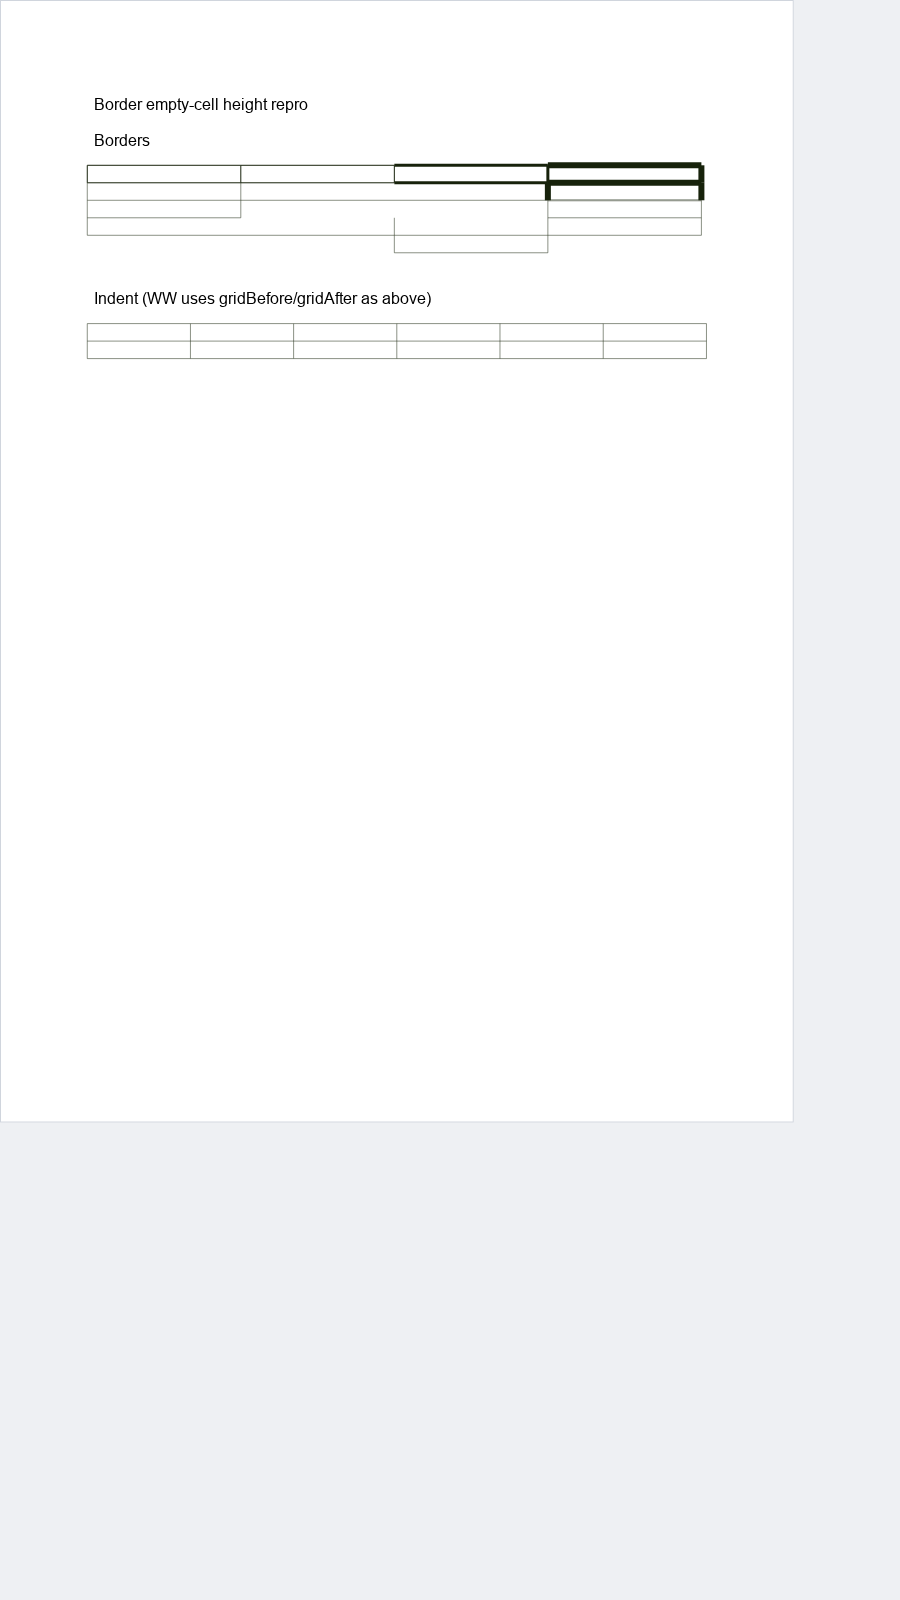 Border empty-cell height repro
Borders
Indent (WW uses gridBefore/gridAfter as above)